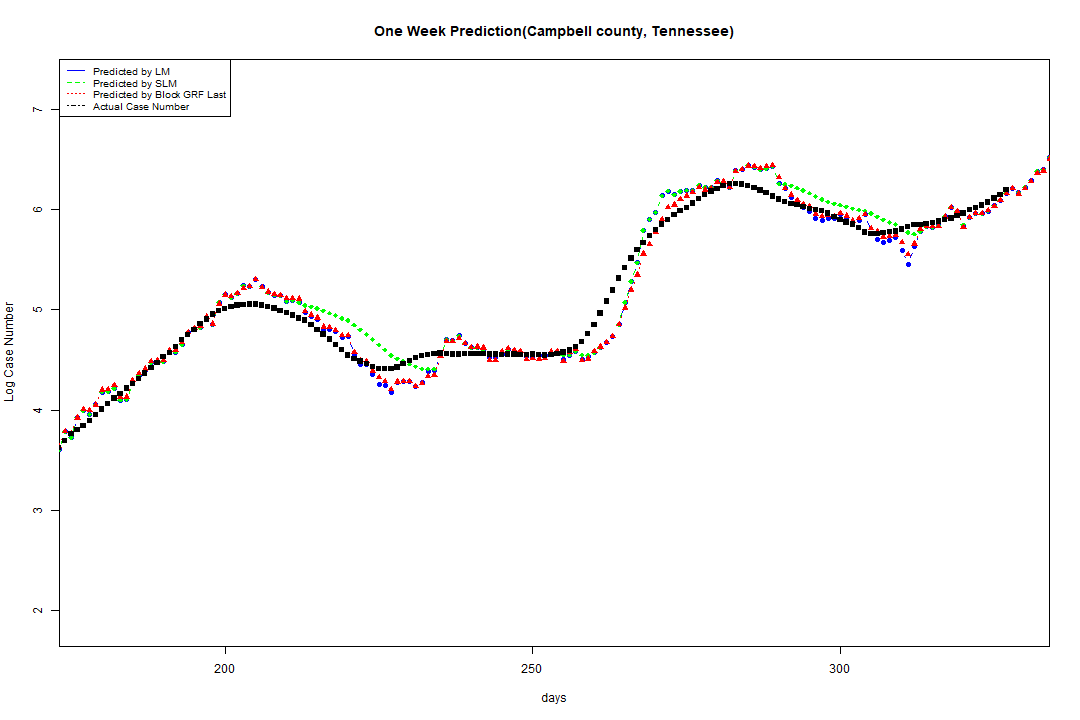 One Week Prediction(Campbell county, Tennessee)
Predicted by LM
Predicted by SLM
Predicted by Block GRF Last
Actual Case Number
7
6
5
4
3
2
Log Case Number
200 250 300
days